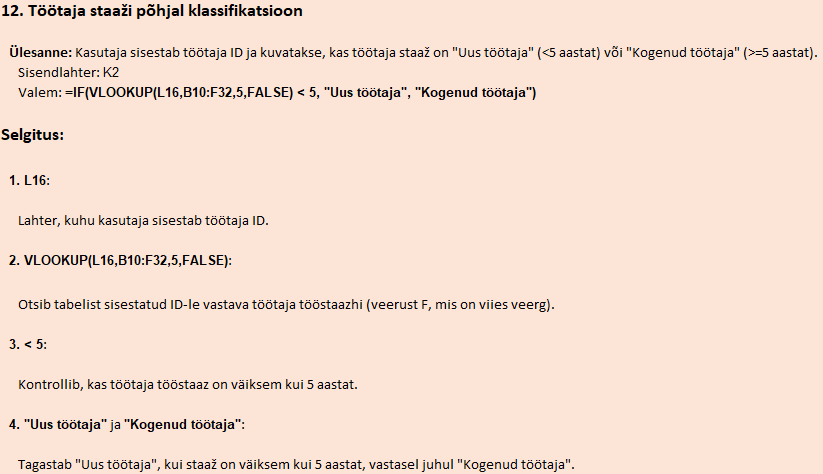 12. Töötaja staaži põhjal klassifikatsioon
Ülesanne: Kasutaja sisestab töötaja ID ja kuvatakse, kas töötaja staaž on "Uus töötaja" (<5 aastat) või "Kogenud töötaja" (>=5 aastat).
Sisendlahter: K2
Valem: =IF(VLOOKUP(L16,B10:F32,5,FALSE) < 5, "Uus töötaja", "Kogenud töötaja")
Selgitus:
1. L16:
Lahter, kuhu kasutaja sisestab töötaja ID.
2. VLOOKUP(L16,B10:F32,5,FALSE):
Otsib tabelist sisestatud ID-le vastava töötaja tööstaazhi (veerust F, mis on viies veerg).
3. < 5:
Kontrollib, kas töötaja tööstaaz on väiksem kui 5 aastat.
4. "Uus töötaja" ja "Kogenud töötaja":
Tagastab "Uus töötaja", kui staaž on väiksem kui 5 aastat, vastasel juhul "Kogenud töötaja".